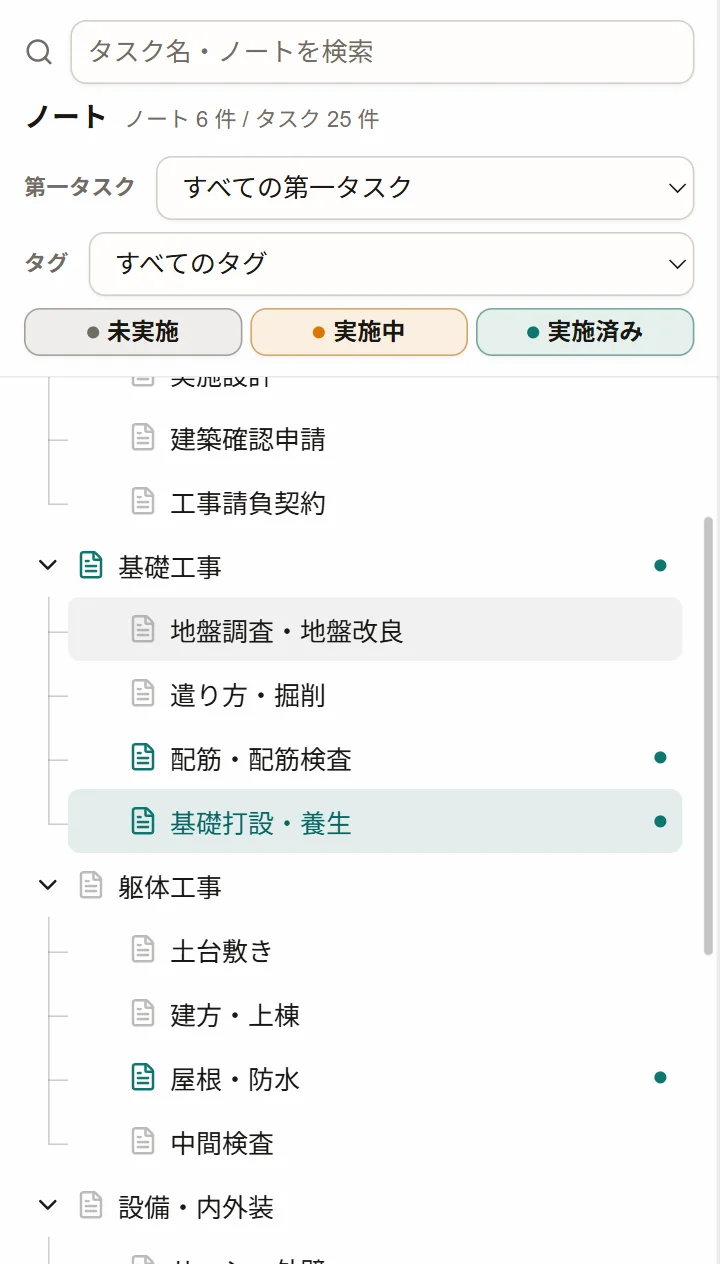 タスク名・ノートを検索
ノート ノート 6 件 / タスク 25 件
第一タスク すべての第一タスク
タグ すべてのタグ
未実施 実施中 実施済み
実施設計
建築確認申請
工事請負契約
基礎工事
地盤調査・地盤改良
遣り方・掘削
配筋・配筋検査
基礎打設・養生
躯体工事
土台敷き
建方・上棟
屋根・防水
中間検査
設備・内外装